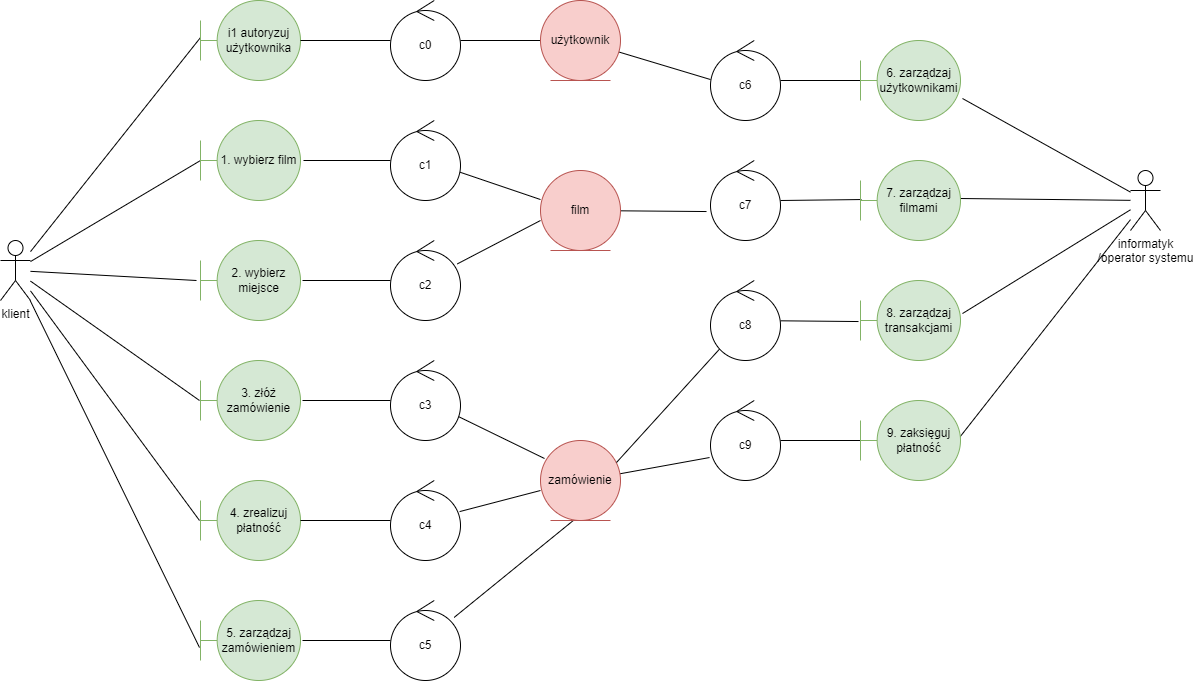 i1 autoryzuj
użytkownika
c0
użytkownik
c6
6. zarządzaj
użytkownikami
1. wybierz film
c1
film
c7
7. zarządzaj
filmami
informatyk
/operator systemu
klient
2. wybierz
miejsce
c2
c8
8. zarządzaj
transakcjami
3. złóż
zamówienie
c3
zamówienie
c9
9. zaksięguj
płatność
4. zrealizuj
płatność
c4
5. zarządzaj
zamówieniem
c5